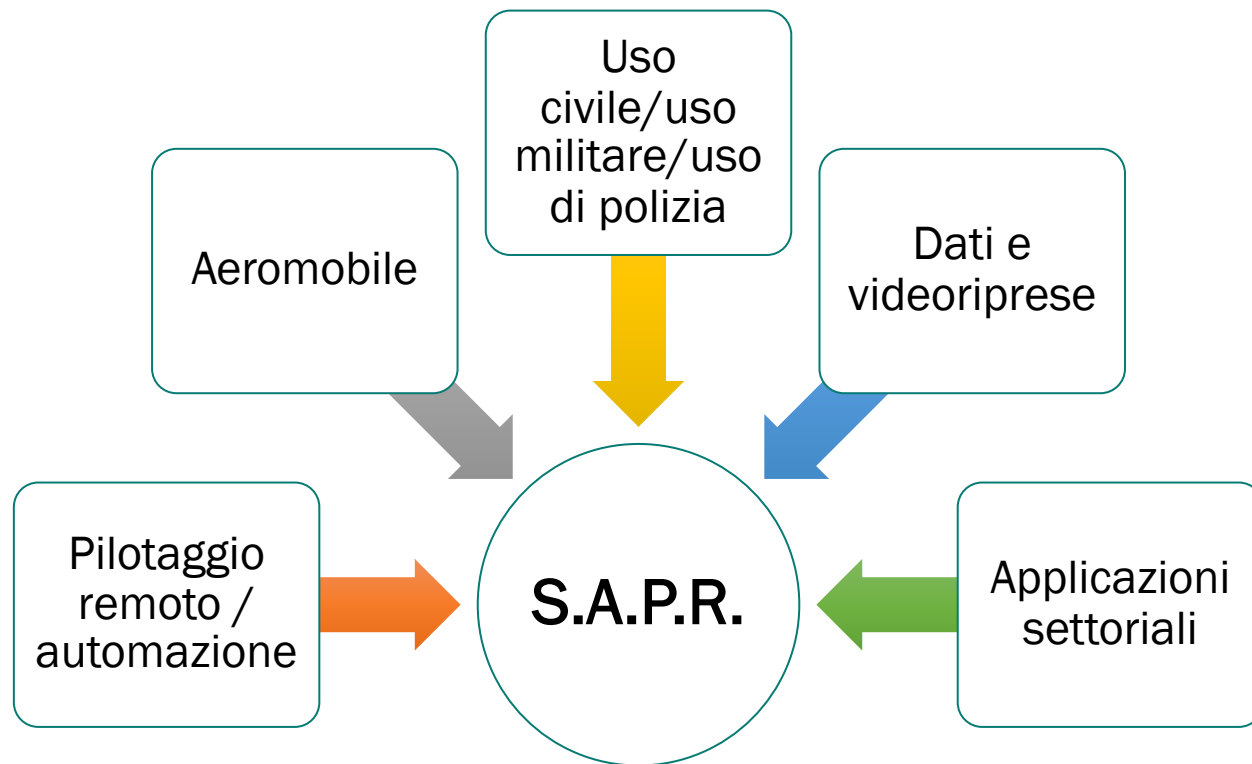 Uso
civile/uso
militare/uso
di polizia
Aeromobile
Dati e
videoriprese
Pilotaggio
remoto /
automazione
S.A.P.R.
Applicazioni
settoriali